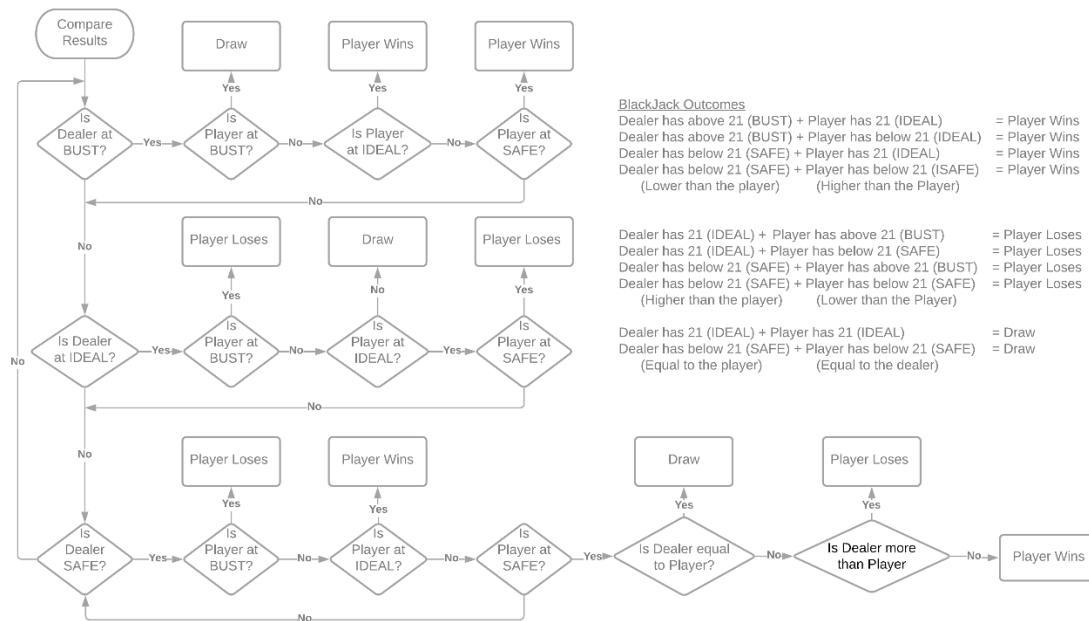 Compare
Results
Draw
Player Wins
Player Wins
Yes
Yes
Yes
Is
Dealer at
BUST?
Yes
Is
Player at
BUST?
No
Is Player
at IDEAL?
No
Is
Player at
SAFE?
No
No
BlackJack Outcomes
Dealer has above 21 (BUST) + Player has 21 (IDEAL) = Player Wins
Dealer has above 21 (BUST) + Player has below 21 (IDEAL) = Player Wins
Dealer has below 21 (SAFE) + Player has 21 (IDEAL) = Player Wins
Dealer has below 21 (SAFE) + Player has below 21 (ISAFE) = Player Wins
(Lower than the player) (Higher than the Player)
Dealer has 21 (IDEAL) + Player has above 21 (BUST) = Player Loses
Dealer has 21 (IDEAL) + Player has below 21 (SAFE) = Player Loses
Dealer has below 21 (SAFE) + Player has above 21 (BUST) = Player Loses
Dealer has below 21 (SAFE) + Player has below 21 (SAFE) = Player Loses
(Higher than the player) (Lower than the Player)
Dealer has 21 (IDEAL) + Player has 21 (IDEAL) = Draw
Dealer has below 21 (SAFE) + Player has below 21 (SAFE) = Draw
(Equal to the player) (Equal to the dealer)
Player Loses
Draw
Player Loses
Yes
No
Yes
No
Is Dealer
at IDEAL?
Yes
Is
Player at
BUST?
No
Is
Player at
IDEAL?
Yes
Is
Player at
SAFE?
No
No
Player Loses
Player Wins
Draw
Player Loses
Yes
Yes
Yes
Yes
Is
Dealer
SAFE?
Yes
Is
Player at
BUST?
No
Is
Player at
IDEAL?
No
Is
Player at
SAFE?
Yes
Is Dealer equal
to Player?
No
Is Dealer more
than Player
No
Player Wins
No